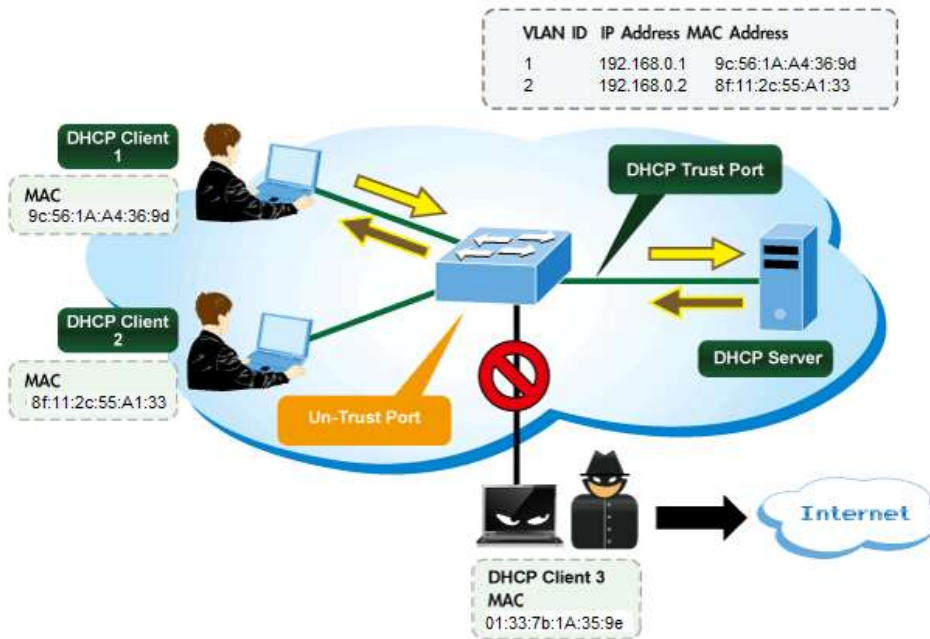 VLAN ID IP Address MAC Address
1 192.168.0.1 9c:56:1A:A4:36:9d
2 192.168.0.2 8f:11:2c:55:A1:33
DHCP Client
1
MAC
9c:56:1A:A4:36:9d
DHCP Trust Port
DHCP Client
2
MAC
8f:11:2c:55:A1:33
DHCP Server
Un-Trust Port
Internet
DHCP Client 3
MAC
01:33:7b:1A:35:9e